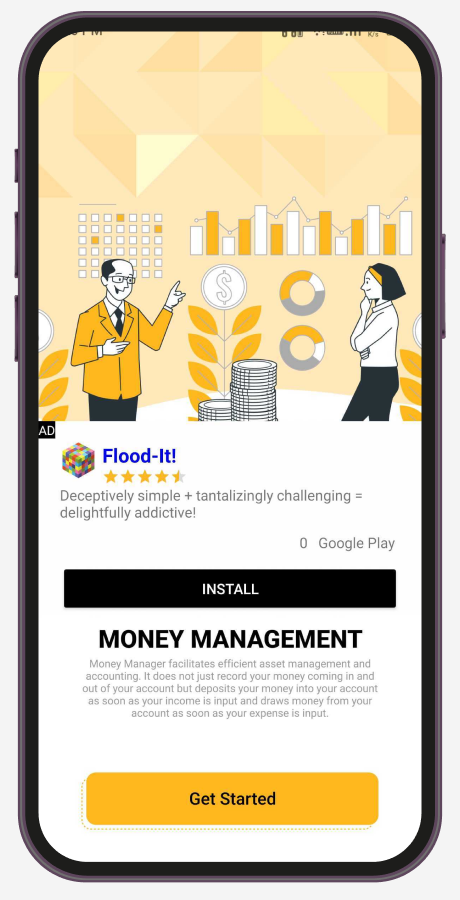 AD
Flood-It!
Deceptively simple + tantalizingly challenging =
delightfully addictive!
0 Google Play
INSTALL
MONEY MANAGEMENT
Money Manager facilitates efficient asset management and
accounting. It does not just record your money coming in and
out of your account but deposits your money into your account
as soon as your income is input and draws money from your
account as soon as your expense is input.
Get Started